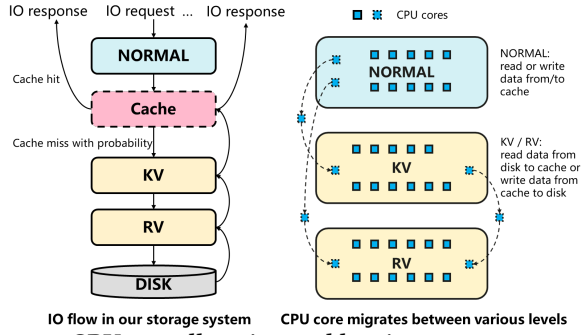 IO response
IO request ...
IO response
NORMAL
Cache hit
Cache
Cache miss with probability
KV
RV
DISK
IO flow in our storage system
CPU cores
NORMAL
NORMAL:
read or write
data from/to
cache
KV
KV / RV:
read data from
disk to cache or
write data from
cache to disk
RV
CPU core migrates between various levels